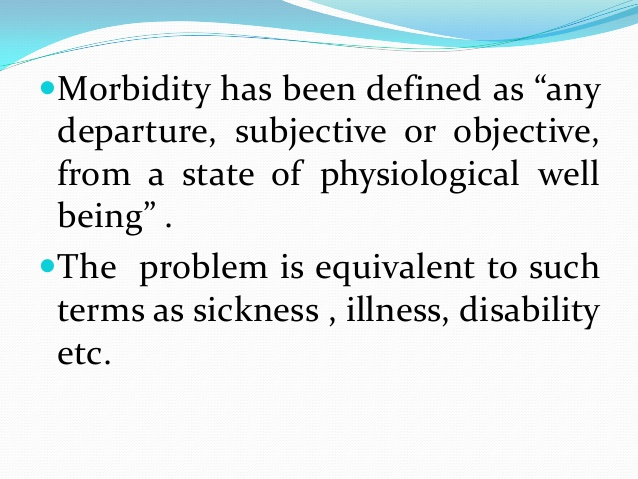 •Morbidity has been defined as “any
departure, subjective or objective,
from a state of physiological well
being” .
•The problem is equivalent to such
terms as sickness , illness, disability
etc.